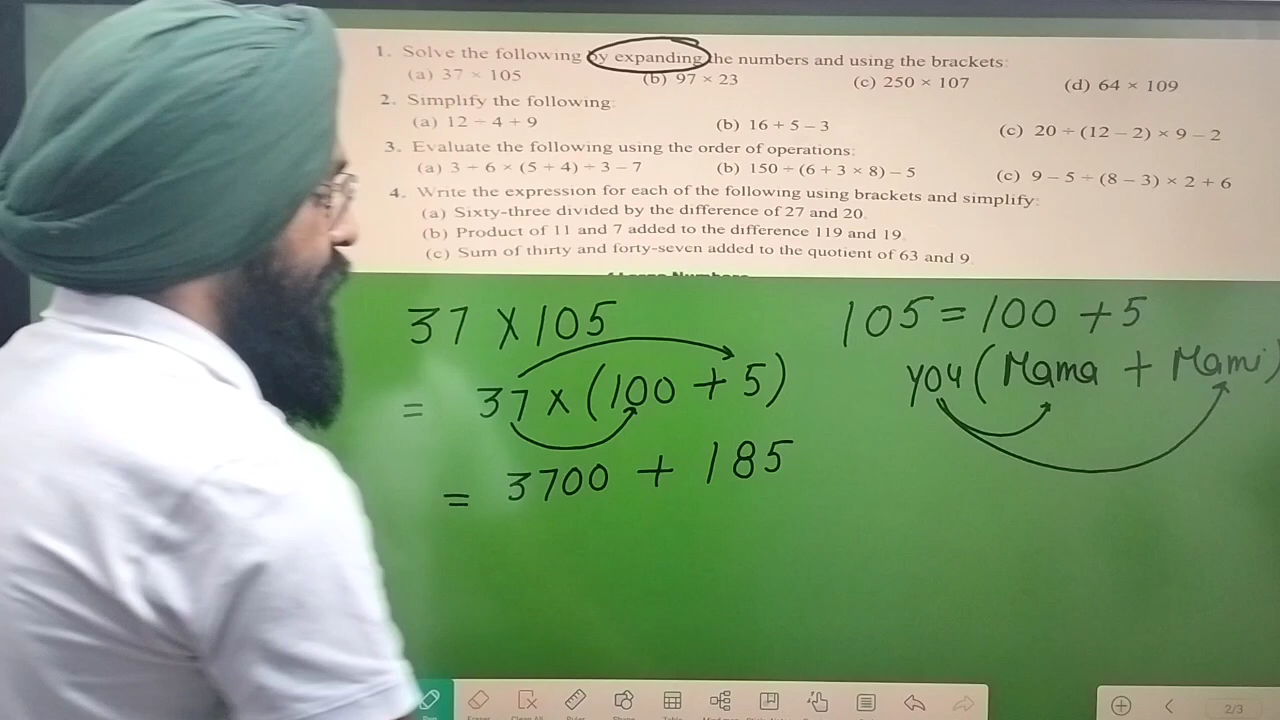 1. Solve the following by expanding the numbers and using the brackets:
(a) 37 × 105 (b) 97 × 23 (c) 250 × 107 (d) 64 × 109
2. Simplify the following:
(a) 12 ÷ 4 + 9 (b) 16 + 5 – 3 (c) 20 ÷ (12 – 2) × 9 – 2
3. Evaluate the following using the order of operations:
(a) 3 + 6 × (5 + 4) ÷ 3 – 7 (b) 150 ÷ (6 + 3 × 8) – 5 (c) 9 – 5 ÷ (8 – 3) × 2 + 6
4. Write the expression for each of the following using brackets and simplify:
(a) Sixty-three divided by the difference of 27 and 20.
(b) Product of 11 and 7 added to the difference 119 and 19.
(c) Sum of thirty and forty-seven added to the quotient of 63 and 9.
37 × 105
= 37 × (100 + 5)
= 3700 + 185
105 = 100 + 5
you (Mama + Mami)
2/3